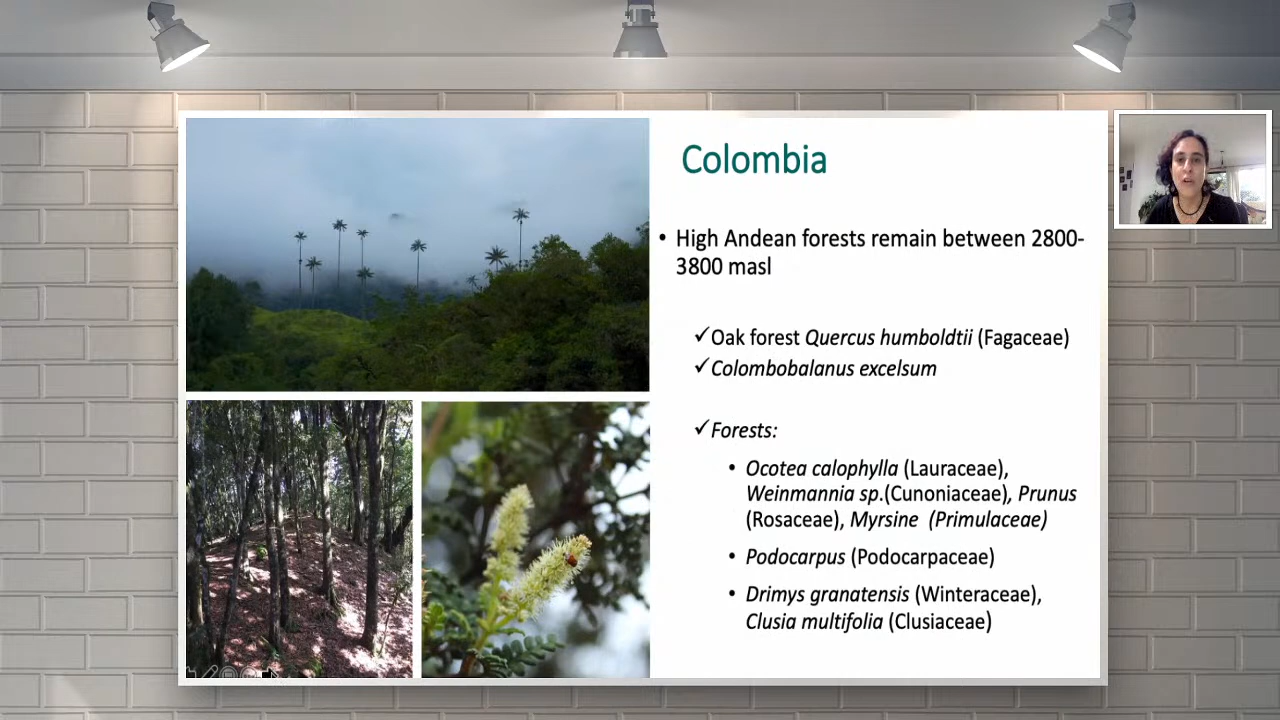 Colombia
• High Andean forests remain between 2800-
3800 masl
✓Oak forest Quercus humboldtii (Fagaceae)
✓Colombobalanus excelsum
✓Forests:
• Ocotea calophylla (Lauraceae),
Weinmannia sp.(Cunoniaceae), Prunus
(Rosaceae), Myrsine (Primulaceae)
• Podocarpus (Podocarpaceae)
• Drimys granatensis (Winteraceae),
Clusia multifolia (Clusiaceae)